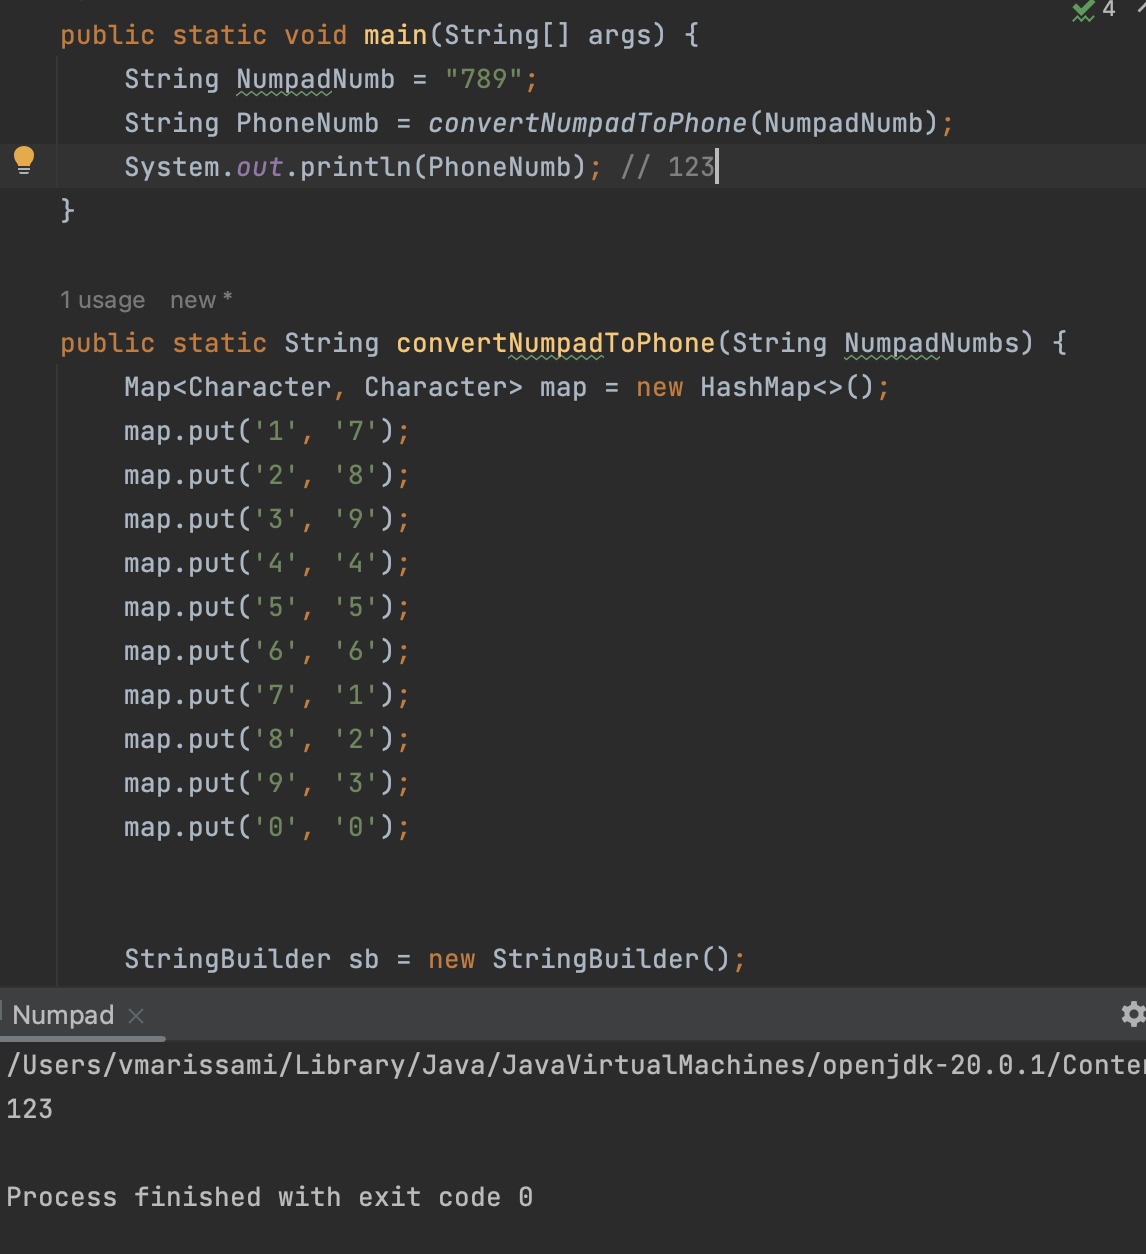 4
public static void main(String[] args) {
String NumpadNumb = "789";
String PhoneNumb = convertNumpadToPhone(NumpadNumb);
System.out.println(PhoneNumb); // 123
}
1 usage new *
public static String convertNumpadToPhone(String NumpadNumbs) {
Map<Character, Character> map = new HashMap<>();
map.put('1', '7');
map.put('2', '8');
map.put('3', '9');
map.put('4', '4');
map.put('5', '5');
map.put('6', '6');
map.put('7', '1');
map.put('8', '2');
map.put('9', '3');
map.put('0', '0');
StringBuilder sb = new StringBuilder();
Numpad
/Users/vmarissami/Library/Java/JavaVirtualMachines/openjdk-20.0.1/Conte
123
Process finished with exit code 0